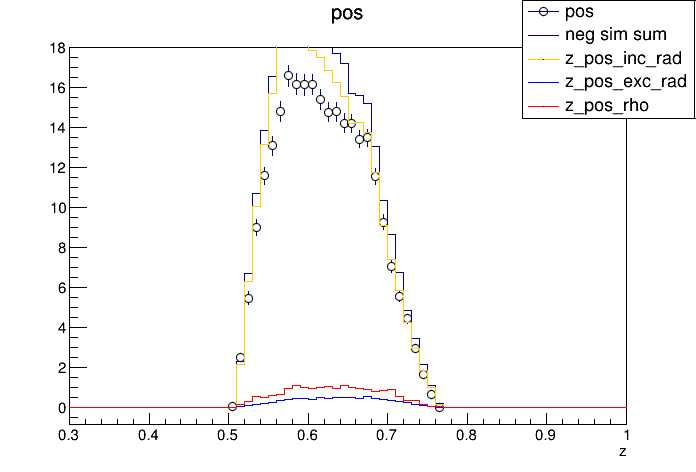 pos
pos
neg sim sum
z_pos_inc_rad
z_pos_exc_rad
z_pos_rho
18
16
14
12
10
8
6
4
2
0
0.3 0.4 0.5 0.6 0.7 0.8 0.9 1
z